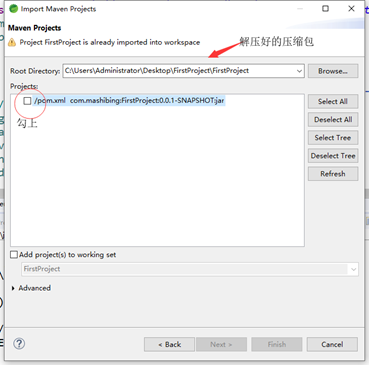 Import Maven Projects
Maven Projects
Project FirstProject is already imported into workspace
解压好的压缩包
Root Directory: C:\Users\Administrator\Desktop\FirstProject\FirstProject Browse...
Projects:
/pom.xml com.mashibing:FirstProject:0.0.1-SNAPSHOT:jar
勾上
Select All
Deselect All
Select Tree
Deselect Tree
Refresh
Add project(s) to working set
FirstProject
Advanced
< Back Next > Finish Cancel